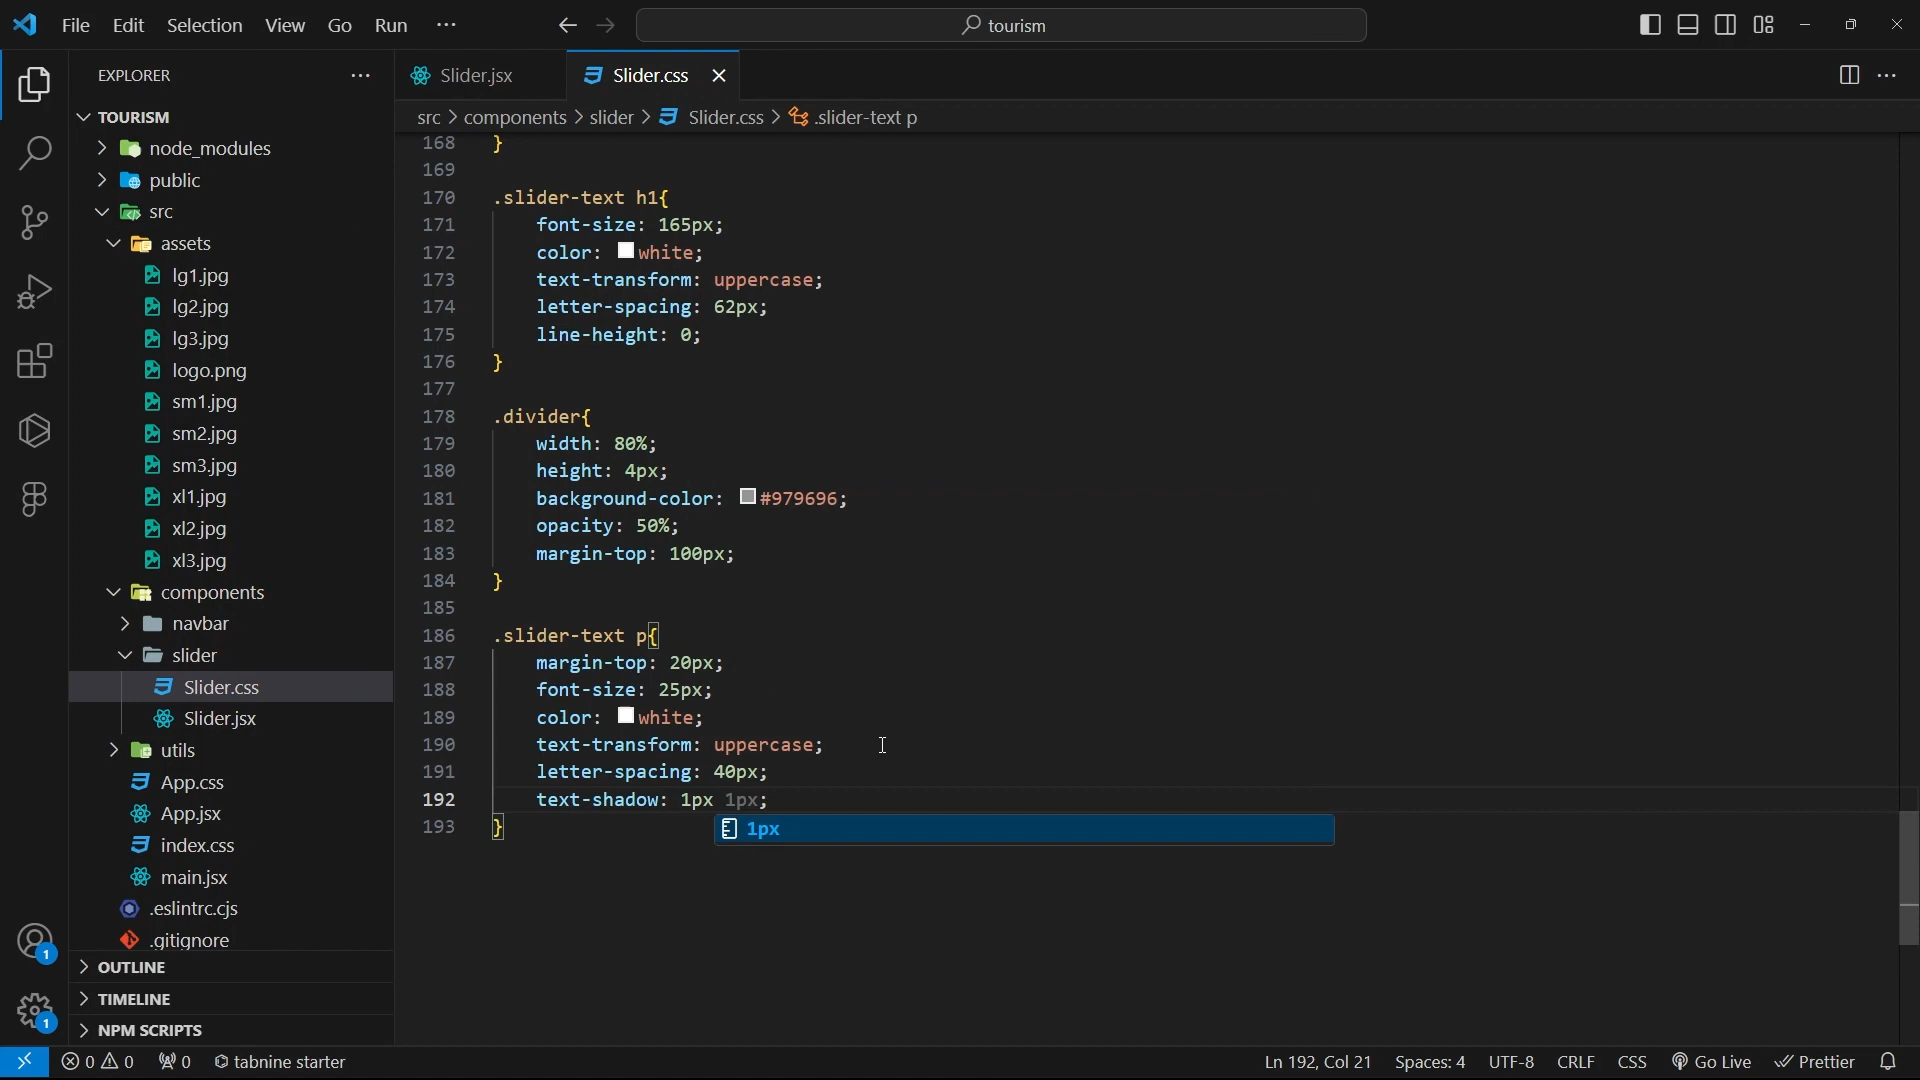 File Edit Selection View Go Run ···
tourism
EXPLORER ···
TOURISM
node_modules
public
src
assets
lg1.jpg
lg2.jpg
lg3.jpg
logo.png
sm1.jpg
sm2.jpg
sm3.jpg
xl1.jpg
xl2.jpg
xl3.jpg
components
navbar
slider
Slider.css
Slider.jsx
utils
App.css
App.jsx
index.css
main.jsx
.eslintrc.cjs
.gitignore
OUTLINE
TIMELINE
NPM SCRIPTS
1
1
Slider.jsx Slider.css
src > components > slider > Slider.css > .slider-text p
168 }
169
170 .slider-text h1{
171 font-size: 165px;
172 color: white;
173 text-transform: uppercase;
174 letter-spacing: 62px;
175 line-height: 0;
176 }
177
178 .divider{
179 width: 80%;
180 height: 4px;
181 background-color: #979696;
182 opacity: 50%;
183 margin-top: 100px;
184 }
185
186 .slider-text p{
187 margin-top: 20px;
188 font-size: 25px;
189 color: white;
190 text-transform: uppercase;
191 letter-spacing: 40px;
192 text-shadow: 1px 1px;
193 }
1px
0 0 0 tabnine starter Ln 192, Col 21 Spaces: 4 UTF-8 CRLF CSS Go Live Prettier